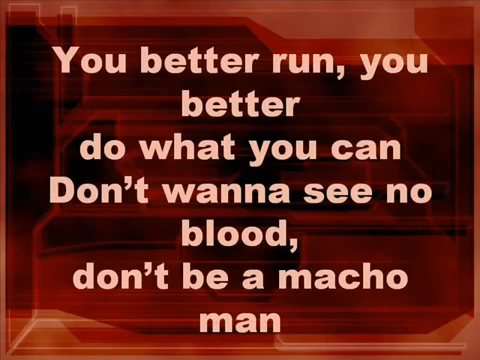 You better run, you
better
do what you can
Don’t wanna see no
blood,
don’t be a macho
man